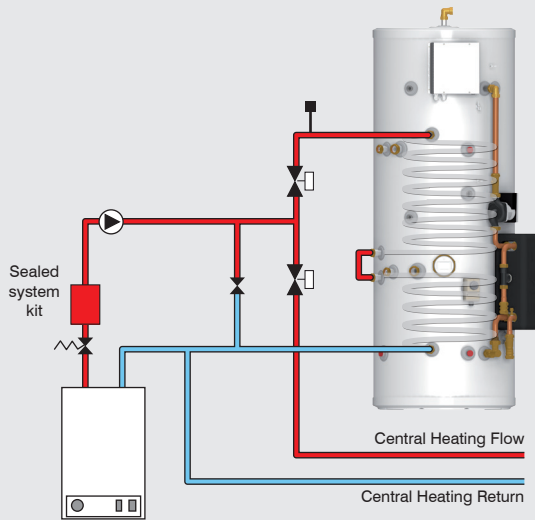 Sealed
system
kit
Central Heating Flow
Central Heating Return